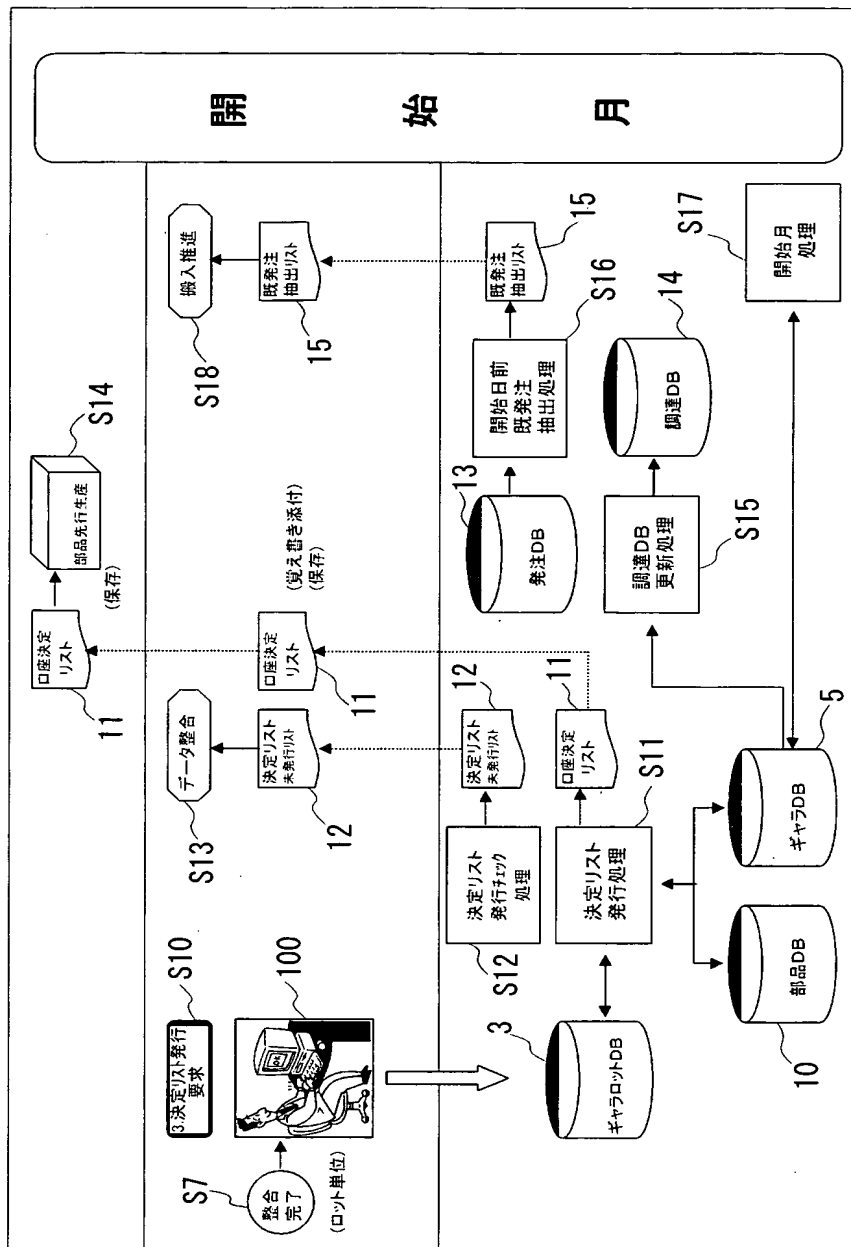 S7
整合
完了
(ロット単位)
3.決定リスト発行
要求
S10
100
S13
データ整合
決定リスト
未発行リスト
12
11
口座決定
リスト
部品先行生産
S14
(保存)
口座決定
リスト
11
(覚え書き添付)
(保存)
S18
搬入推進
既発注
抽出リスト
15
開
始
月
3
ギャラロットDB
S12
決定リスト
発行チェック
処理
決定リスト
未発行リスト
12
決定リスト
発行処理
S11
口座決定
リスト
11
10
部品DB
ギャラDB
5
13
発注DB
開始日前
既発注
抽出処理
S16
既発注
抽出リスト
15
調達DB
更新処理
S15
調達DB
14
S17
開始月
処理